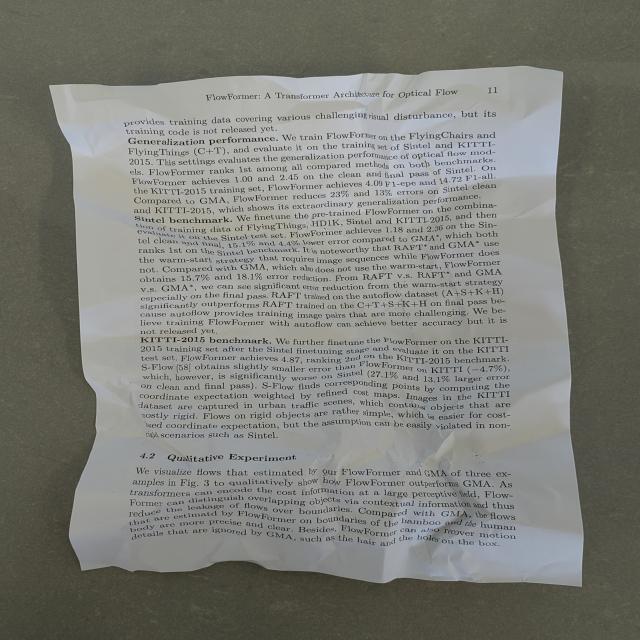 FlowFormer: A Transformer Architecture for Optical Flow 11
provides training data covering various challenging visual disturbance, but its
training code is not released yet.
Generalization performance. We train FlowFormer on the FlyingChairs and
FlyingThings (C+T), and evaluate it on the training set of Sintel and KITTI-
2015. This settings evaluates the generalization performance of optical flow mod-
els. FlowFormer ranks 1st among all compared methods on both benchmarks.
FlowFormer achieves 1.00 and 2.45 on the clean and final pass of Sintel. On
the KITTI-2015 training set, FlowFormer achieves 4.09 F1-epe and 14.72 F1-all.
Compared to GMA, FlowFormer reduces 23% and 13% errors on Sintel clean
and KITTI-2015, which shows its extraordinary generalization performance.
Sintel benchmark. We finetune the pre-trained FlowFormer on the combina-
tion of training data of FlyingThings, HD1K, Sintel and KITTI-2015, and then
evaluate it on the Sintel test set. FlowFormer achieves 1.18 and 2.36 on the Sin-
tel clean and final, 15.1% and 4.4% lower error compared to GMA*, which both
ranks 1st on the Sintel benchmark. It is noteworthy that RAFT* and GMA* use
the warm-start strategy that requires image sequences while FlowFormer does
not. Compared with GMA, which also does not use the warm-start, FlowFormer
obtains 15.7% and 18.1% error reduction. From RAFT v.s. RAFT* and GMA
v.s. GMA*, we can see significant error reduction from the warm-start strategy
especially on the final pass. RAFT trained on the autoflow dataset (A+S+K+H)
significantly outperforms RAFT trained on the C+T+S+K+H on final pass be-
cause autoflow provides training image pairs that are more challenging. We be-
lieve training FlowFormer with autoflow can achieve better accuracy but it is
not released yet.
KITTI-2015 benchmark. We further finetune the FlowFormer on the KITTI-
2015 training set after the Sintel finetuning stage and evaluate it on the KITTI
test set. FlowFormer achieves 4.87, ranking 2nd on the KITTI-2015 benchmark.
S-Flow [58] obtains slightly smaller error than FlowFormer on KITTI (−4.7%),
which, however, is significantly worse on Sintel (27.1% and 13.1% larger error
on clean and final pass). S-Flow finds corresponding points by computing the
coordinate expectation weighted by refined cost maps. Images in the KITTI
dataset are captured in urban traffic scenes, which contains objects that are
mostly rigid. Flows on rigid objects are rather simple, which is easier for cost-
based coordinate expectation, but the assumption can be easily violated in non-
rigid scenarios such as Sintel.
4.2 Qualitative Experiment
We visualize flows that estimated by our FlowFormer and GMA of three ex-
amples in Fig. 3 to qualitatively show how FlowFormer outperforms GMA. As
transformers can encode the cost information at a large perceptive field, Flow-
Former can distinguish overlapping objects via contextual information and thus
reduce the leakage of flows over boundaries. Compared with GMA, the flows
that are estimated by FlowFormer on boundaries of the bamboo and the human
body are more precise and clear. Besides, FlowFormer can also recover motion
details that are ignored by GMA, such as the hair and the holes on the box.